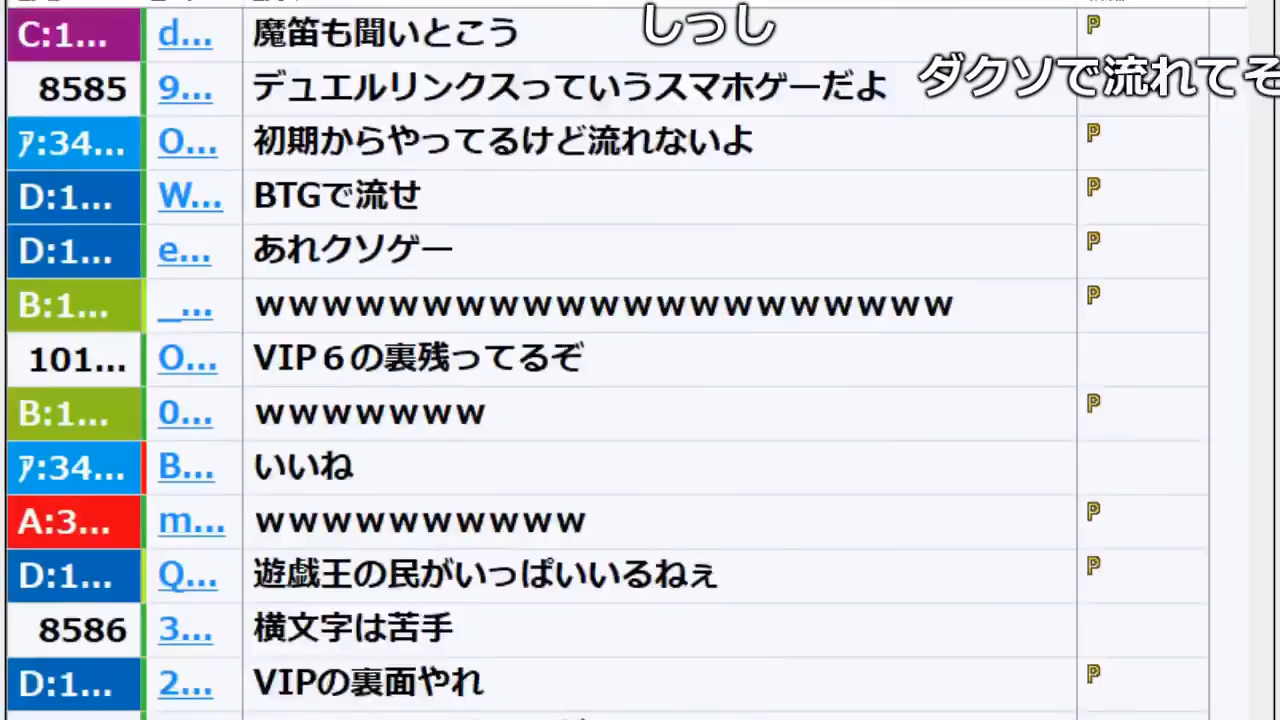 しっし
C:1... d... 魔笛も聞いとこう P
ダクソで流れてそ
8585 9... デュエルリンクスっていうスマホゲーだよ
ｱ:34... O... 初期からやってるけど流れないよ P
D:1... W... BTGで流せ P
D:1... e... あれクソゲー P
B:1... _... ｗｗｗｗｗｗｗｗｗｗｗｗｗｗｗｗｗｗｗｗｗ P
101... O... VIP６の裏残ってるぞ
B:1... 0... ｗｗｗｗｗｗｗ P
ｱ:34... B... いいね
A:3... m... ｗｗｗｗｗｗｗｗｗｗ P
D:1... Q... 遊戯王の民がいっぱいいるねぇ P
8586 3... 横文字は苦手
D:1... 2... VIPの裏面やれ P